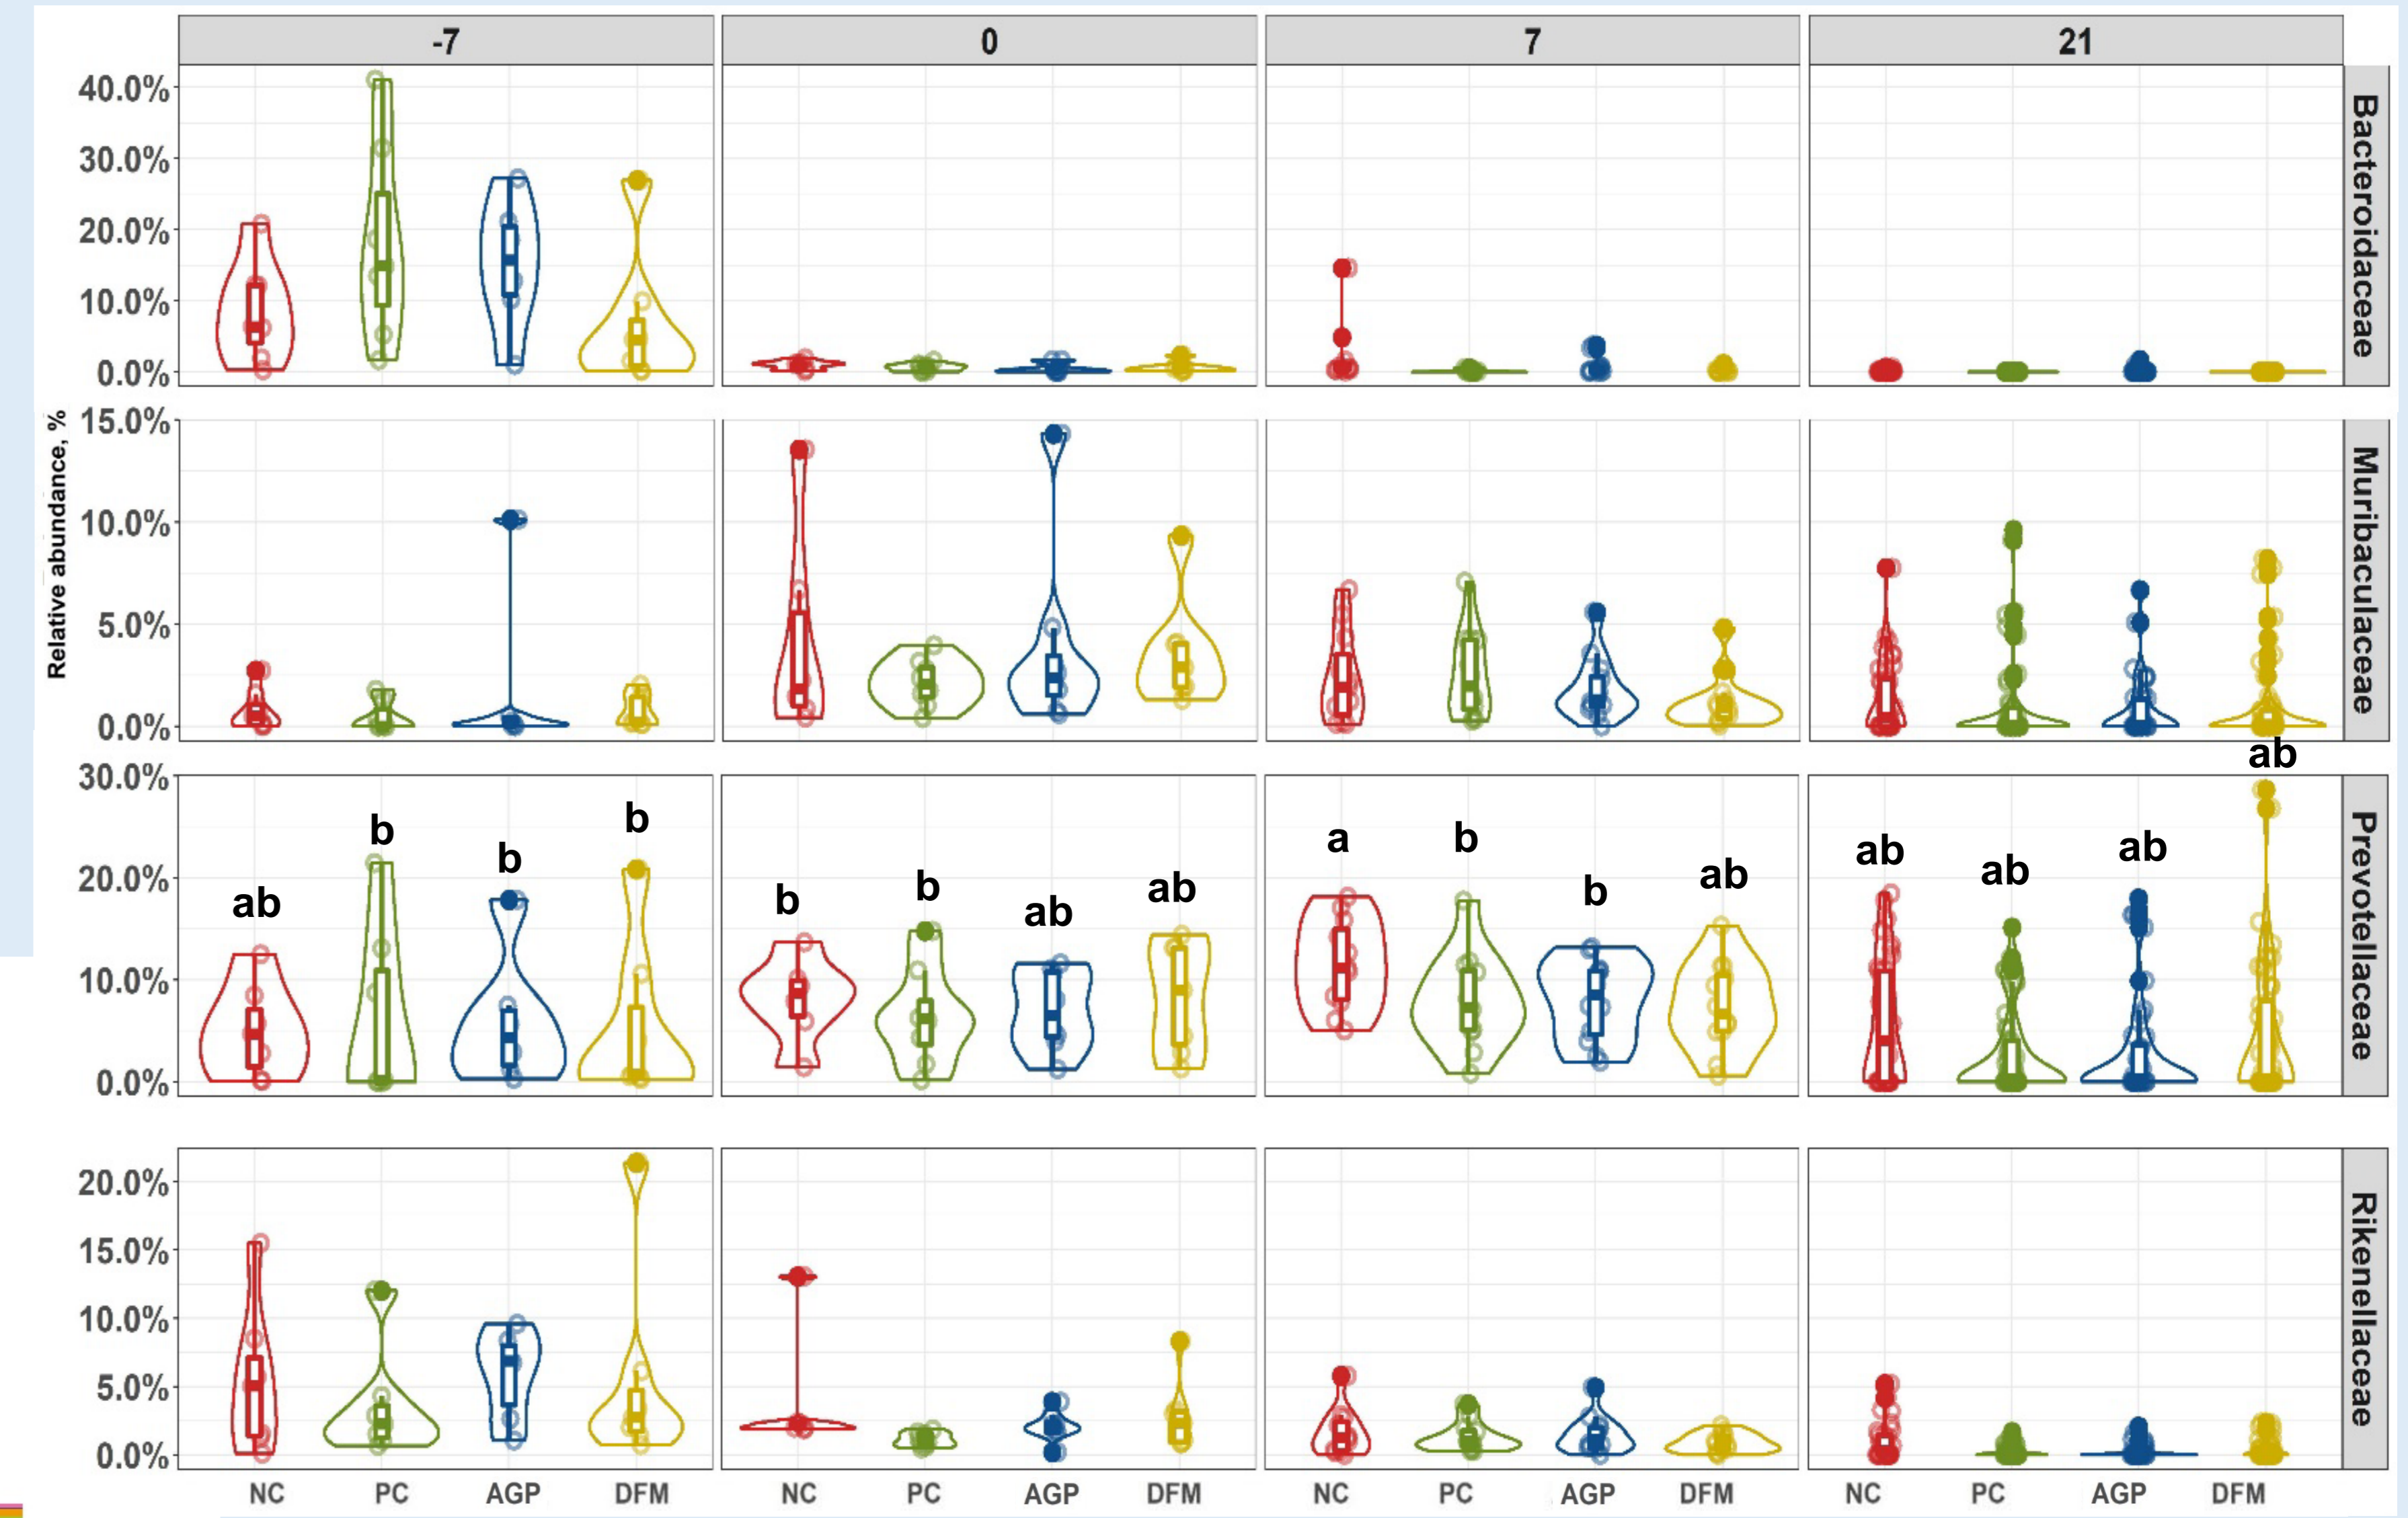 -7 0 7 21
40.0%
30.0%
20.0%
10.0%
0.0%
Bacteroidaceae
Relative abundance, %
15.0%
10.0%
5.0%
0.0%
Muribaculaceae
30.0%
20.0%
10.0%
0.0%
ab b b b b b ab ab a b b ab ab ab ab ab
Prevotellaceae
20.0%
15.0%
10.0%
5.0%
0.0%
Rikenellaceae
NC PC AGP DFM NC PC AGP DFM NC PC AGP DFM NC PC AGP DFM